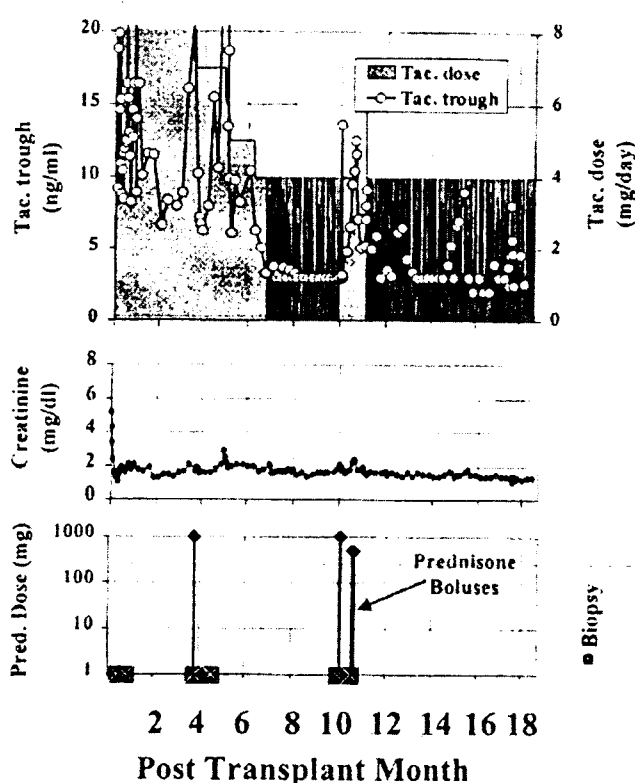 20
15
10
5
0
Tac. trough
(ng/ml)
Tac. dose
Tac. trough
8
6
4
2
0
Tac. dose
(mg/day)
8
6
4
2
0
Creatinine
(mg/dl)
1000
100
10
1
Pred. Dose (mg)
Prednisone
Boluses
Biopsy
2 4 6 8 10 12 14 16 18
Post Transplant Month